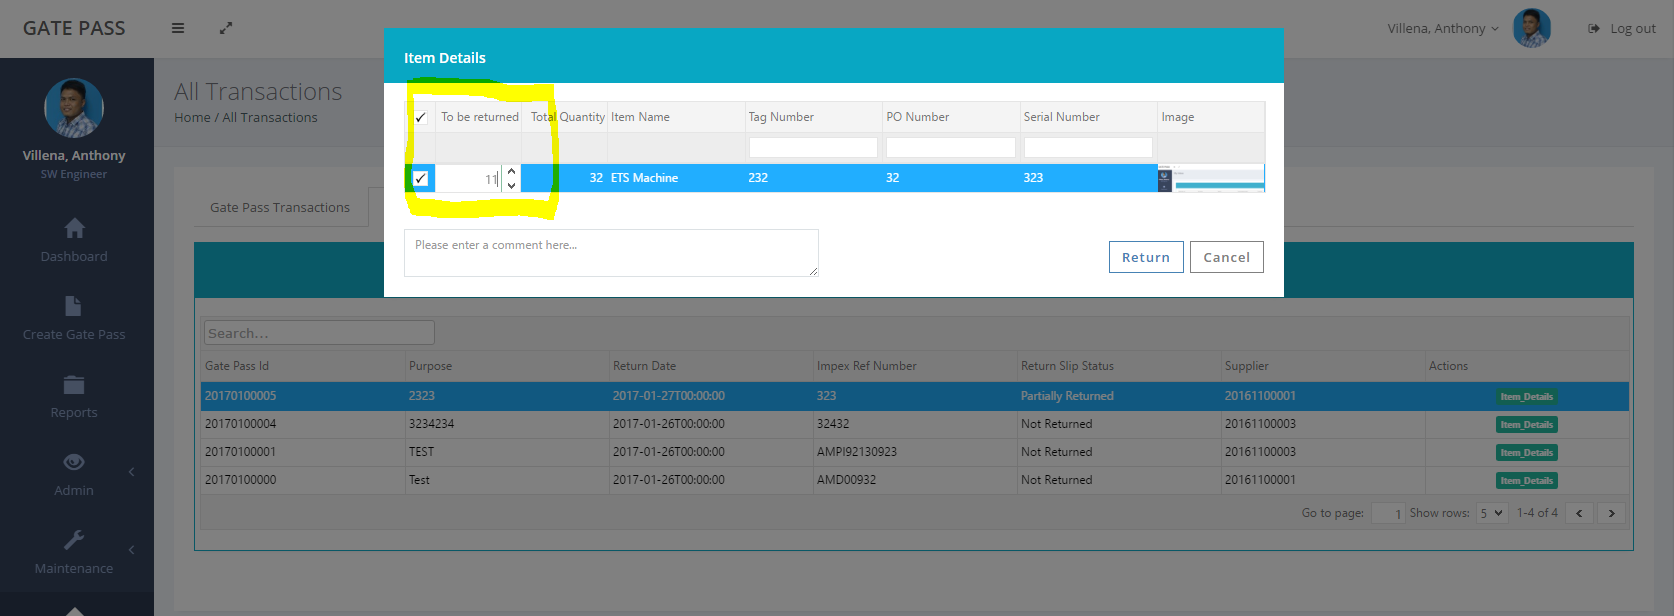 GATE PASS
Villena, Anthony
Log out
Villena, Anthony
SW Engineer
Dashboard
Create Gate Pass
Reports
Admin
Maintenance
All Transactions
Home / All Transactions
Gate Pass Transactions
Item Details
To be returned Total Quantity Item Name Tag Number PO Number Serial Number Image
11 32 ETS Machine 232 32 323
Please enter a comment here...
Return Cancel
Search...
Gate Pass Id Purpose Return Date Impex Ref Number Return Slip Status Supplier Actions
20170100005 2323 2017-01-27T00:00:00 323 Partially Returned 20161100001 Item_Details
20170100004 3234234 2017-01-26T00:00:00 32432 Not Returned 20161100003 Item_Details
20170100001 TEST 2017-01-26T00:00:00 AMPI92130923 Not Returned 20161100003 Item_Details
20170100000 Test 2017-01-26T00:00:00 AMD00932 Not Returned 20161100001 Item_Details
Go to page: 1 Show rows: 5 1-4 of 4